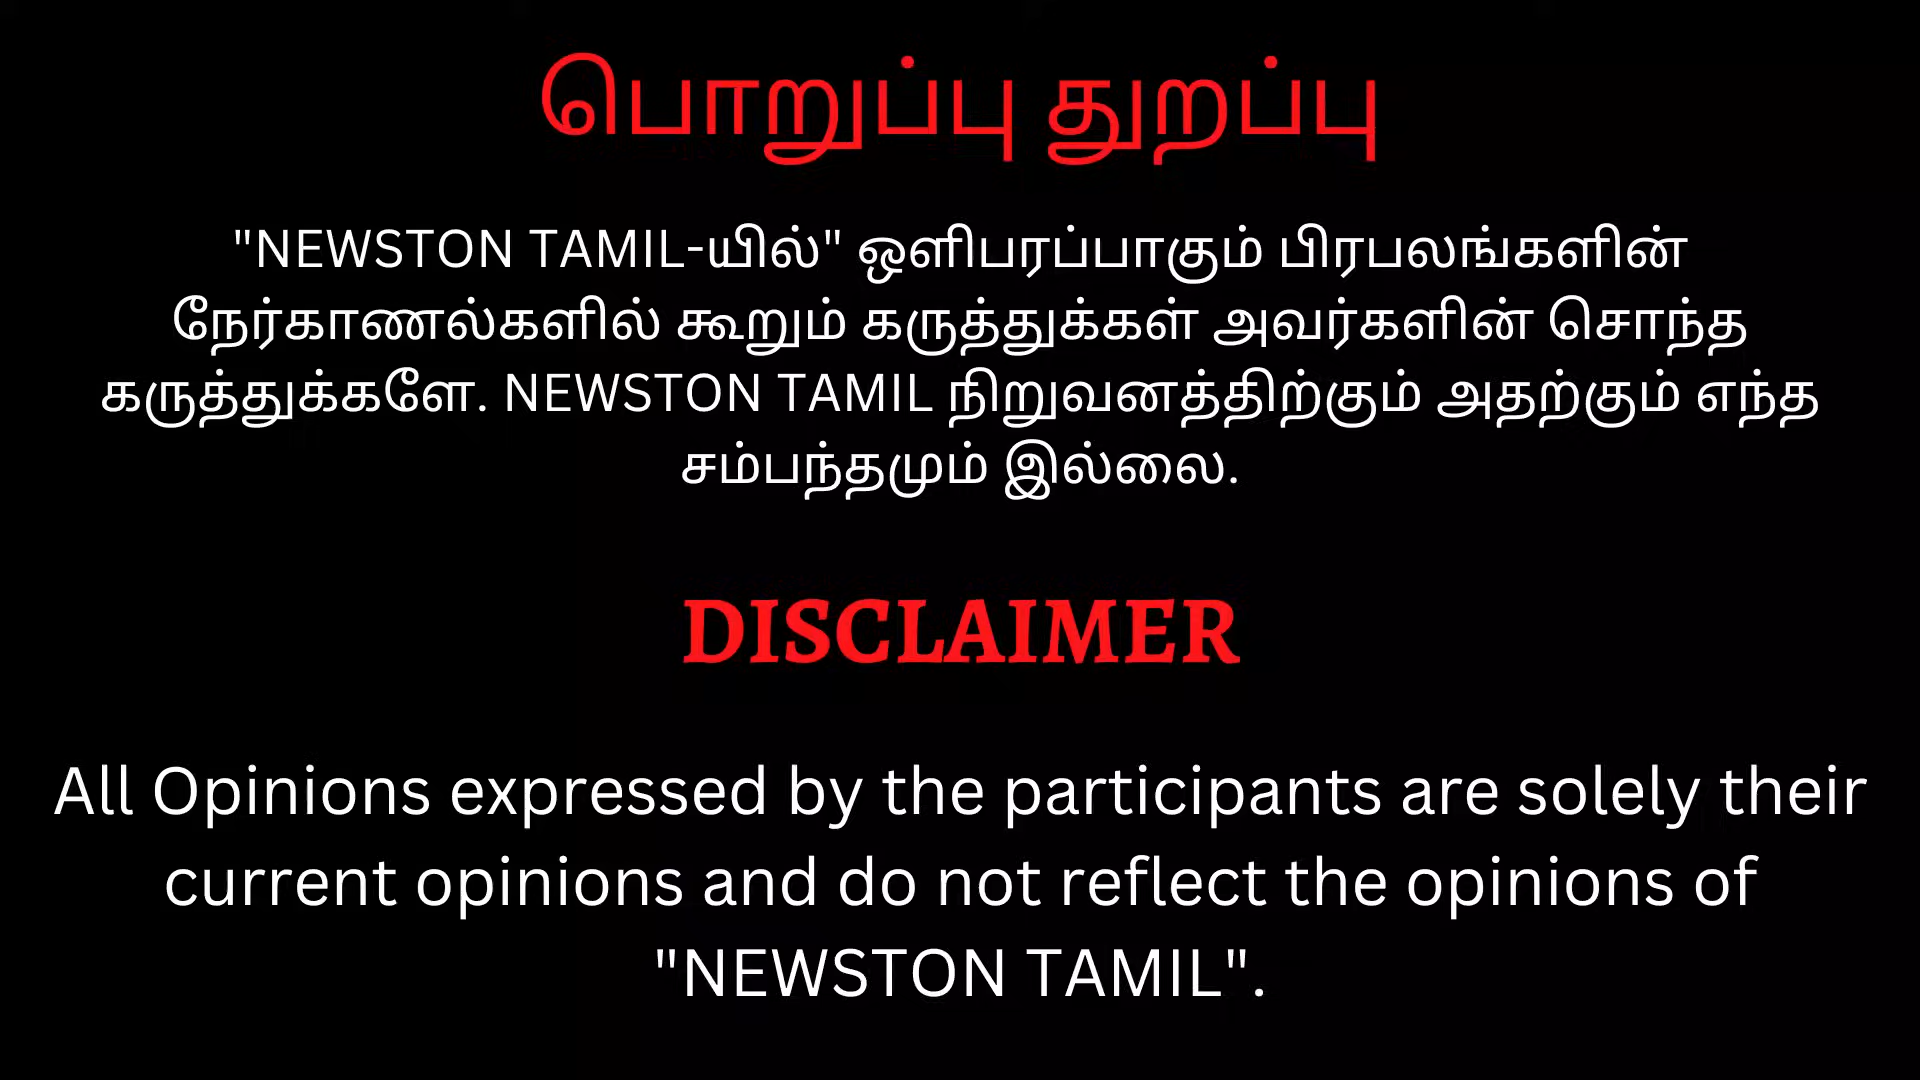 பொறுப்பு துறப்பு
"NEWSTON TAMIL-யில்" ஒளிபரப்பாகும் பிரபலங்களின்
நேர்காணல்களில் கூறும் கருத்துக்கள் அவர்களின் சொந்த
கருத்துக்களே. NEWSTON TAMIL நிறுவனத்திற்கும் அதற்கும் எந்த
சம்பந்தமும் இல்லை.
DISCLAIMER
All Opinions expressed by the participants are solely their
current opinions and do not reflect the opinions of
"NEWSTON TAMIL".